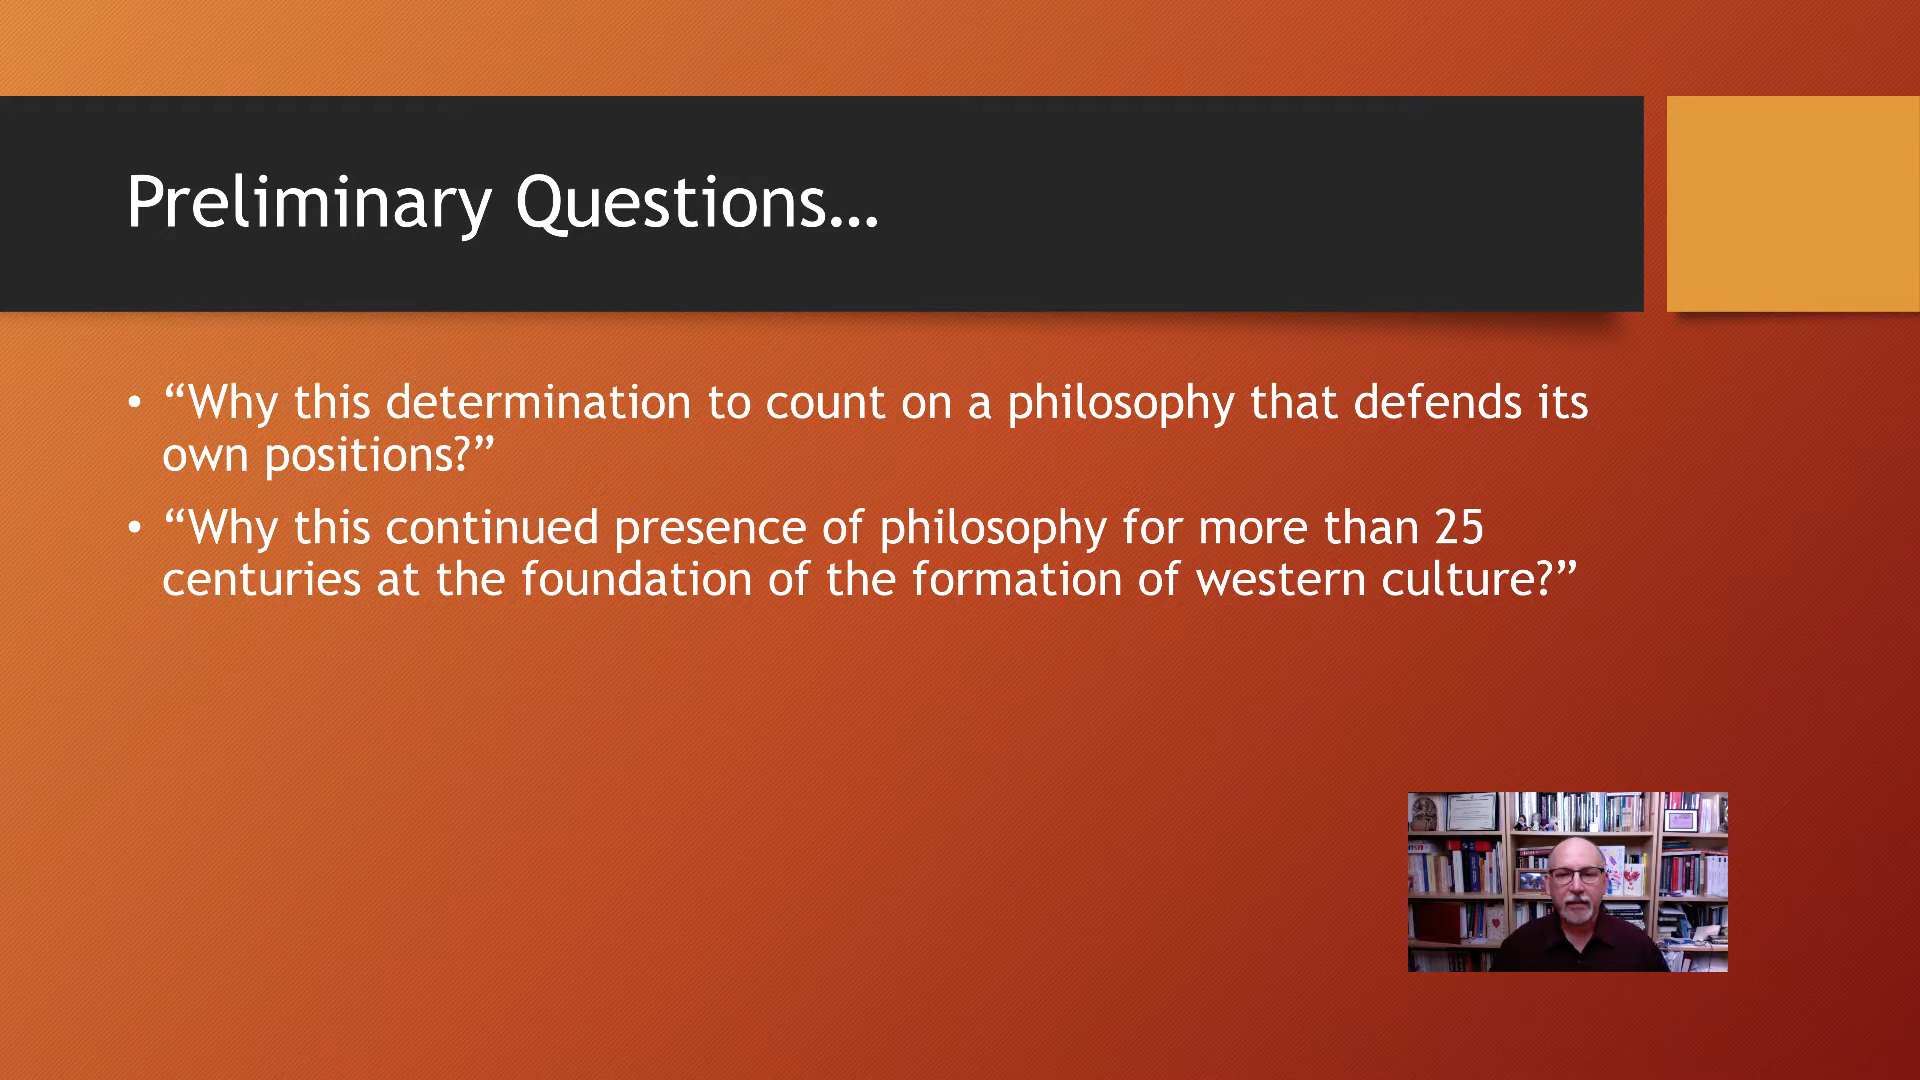 Preliminary Questions...
• “Why this determination to count on a philosophy that defends its
own positions?”
• “Why this continued presence of philosophy for more than 25
centuries at the foundation of the formation of western culture?”